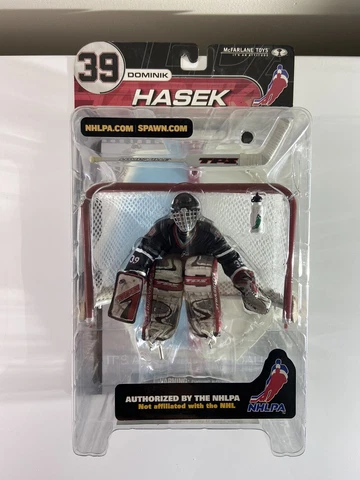 39
DOMINIK
McFARLANE TOYS
HASEK
NHLPA.COM SPAWN.COM
TPS
39
AUTHORIZED BY THE NHLPA
Not affiliated with the NHL
NHLPA